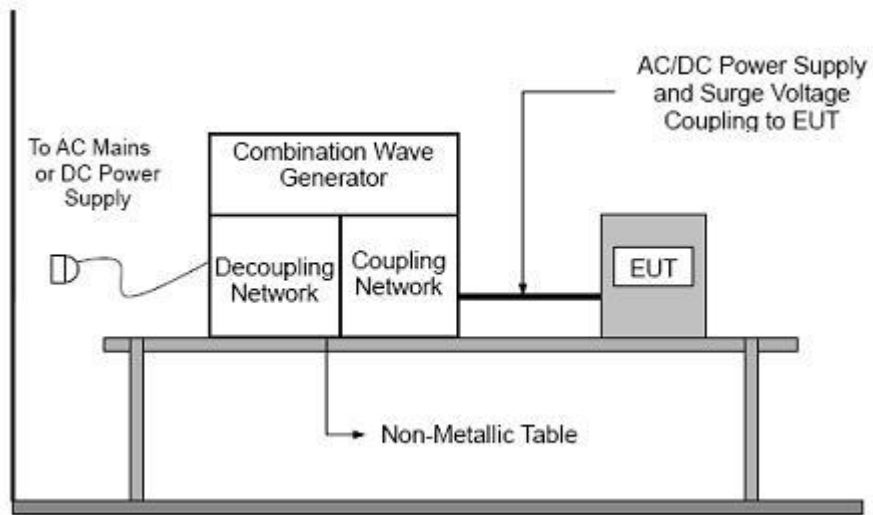 AC/DC Power Supply
and Surge Voltage
Coupling to EUT
To AC Mains
or DC Power
Supply
Combination Wave
Generator
Decoupling
Network
Coupling
Network
EUT
Non-Metallic Table